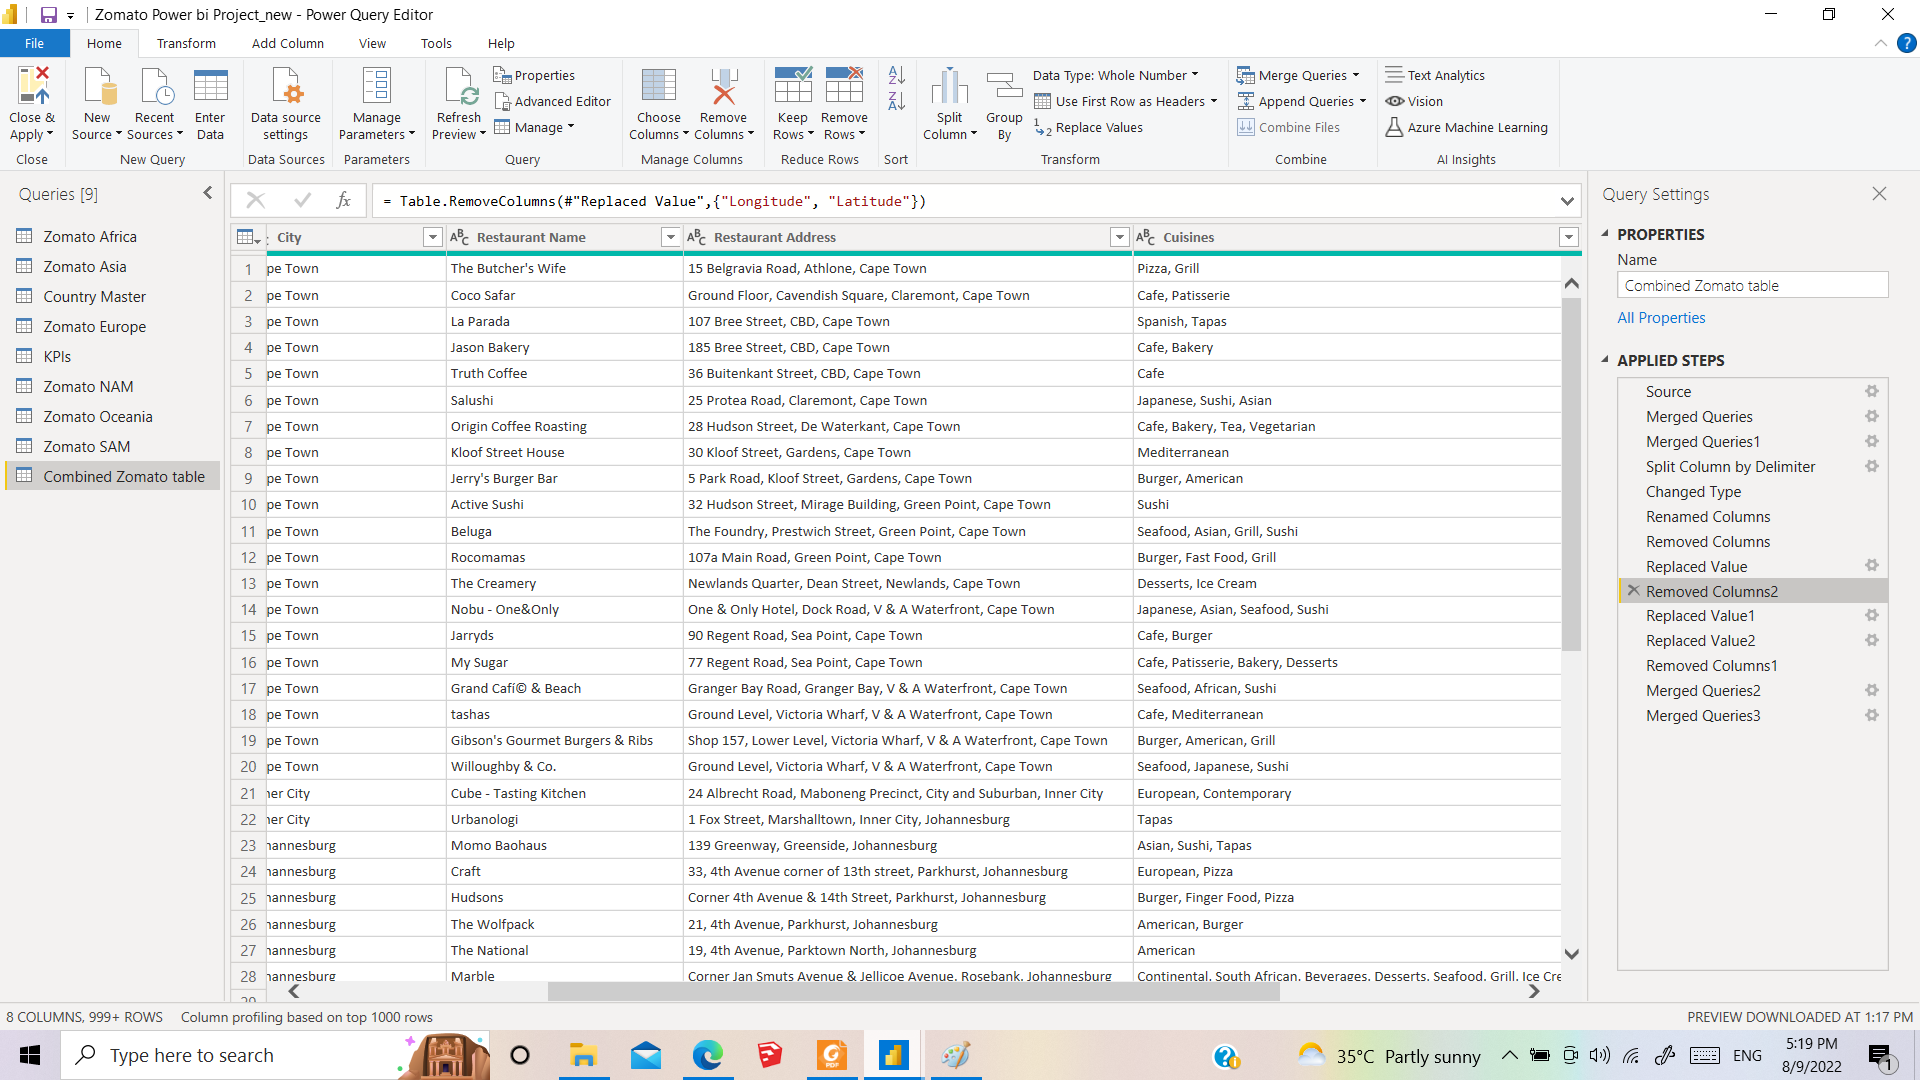 Zomato Power bi Project_new - Power Query Editor
File Home Transform Add Column View Tools Help
Close & Apply
New Source
Recent Sources
Enter Data
Data source settings
Manage Parameters
Refresh Preview
Properties
Advanced Editor
Manage
Choose Columns
Remove Columns
Keep Rows
Remove Rows
Split Column
Group By
Data Type: Whole Number
Use First Row as Headers
Replace Values
Merge Queries
Append Queries
Combine Files
Text Analytics
Vision
Azure Machine Learning
Close New Query Data Sources Parameters Query Manage Columns Reduce Rows Sort Transform Combine AI Insights
Queries [9]
Zomato Africa
Zomato Asia
Country Master
Zomato Europe
KPIs
Zomato NAM
Zomato Oceania
Zomato SAM
Combined Zomato table
fx = Table.RemoveColumns(#"Replaced Value",{"Longitude", "Latitude"})
City ABC Restaurant Name ABC Restaurant Address ABC Cuisines
1 pe Town The Butcher's Wife 15 Belgravia Road, Athlone, Cape Town Pizza, Grill
2 pe Town Coco Safar Ground Floor, Cavendish Square, Claremont, Cape Town Cafe, Patisserie
3 pe Town La Parada 107 Bree Street, CBD, Cape Town Spanish, Tapas
4 pe Town Jason Bakery 185 Bree Street, CBD, Cape Town Cafe, Bakery
5 pe Town Truth Coffee 36 Buitenkant Street, CBD, Cape Town Cafe
6 pe Town Salushi 25 Protea Road, Claremont, Cape Town Japanese, Sushi, Asian
7 pe Town Origin Coffee Roasting 28 Hudson Street, De Waterkant, Cape Town Cafe, Bakery, Tea, Vegetarian
8 pe Town Kloof Street House 30 Kloof Street, Gardens, Cape Town Mediterranean
9 pe Town Jerry's Burger Bar 5 Park Road, Kloof Street, Gardens, Cape Town Burger, American
10 pe Town Active Sushi 32 Hudson Street, Mirage Building, Green Point, Cape Town Sushi
11 pe Town Beluga The Foundry, Prestwich Street, Green Point, Cape Town Seafood, Asian, Grill, Sushi
12 pe Town Rocomamas 107a Main Road, Green Point, Cape Town Burger, Fast Food, Grill
13 pe Town The Creamery Newlands Quarter, Dean Street, Newlands, Cape Town Desserts, Ice Cream
14 pe Town Nobu - One&Only One & Only Hotel, Dock Road, V & A Waterfront, Cape Town Japanese, Asian, Seafood, Sushi
15 pe Town Jarryds 90 Regent Road, Sea Point, Cape Town Cafe, Burger
16 pe Town My Sugar 77 Regent Road, Sea Point, Cape Town Cafe, Patisserie, Bakery, Desserts
17 pe Town Grand Cafí© & Beach Granger Bay Road, Granger Bay, V & A Waterfront, Cape Town Seafood, African, Sushi
18 pe Town tashas Ground Level, Victoria Wharf, V & A Waterfront, Cape Town Cafe, Mediterranean
19 pe Town Gibson's Gourmet Burgers & Ribs Shop 157, Lower Level, Victoria Wharf, V & A Waterfront, Cape Town Burger, American, Grill
20 pe Town Willoughby & Co. Ground Level, Victoria Wharf, V & A Waterfront, Cape Town Seafood, Japanese, Sushi
21 ner City Cube - Tasting Kitchen 24 Albrecht Road, Maboneng Precinct, City and Suburban, Inner City European, Contemporary
22 ner City Urbanologi 1 Fox Street, Marshalltown, Inner City, Johannesburg Tapas
23 hannesburg Momo Baohaus 139 Greenway, Greenside, Johannesburg Asian, Sushi, Tapas
24 hannesburg Craft 33, 4th Avenue corner of 13th street, Parkhurst, Johannesburg European, Pizza
25 hannesburg Hudsons Corner 4th Avenue & 14th Street, Parkhurst, Johannesburg Burger, Finger Food, Pizza
26 hannesburg The Wolfpack 21, 4th Avenue, Parkhurst, Johannesburg American, Burger
27 hannesburg The National 19, 4th Avenue, Parktown North, Johannesburg American
28 hannesburg Marble Corner Jan Smuts Avenue & Jellicoe Avenue, Rosebank, Johannesburg Continental, South African, Beverages, Desserts, Seafood, Grill, Ice Cre
29
Query Settings
PROPERTIES
Name
Combined Zomato table
All Properties
APPLIED STEPS
Source
Merged Queries
Merged Queries1
Split Column by Delimiter
Changed Type
Renamed Columns
Removed Columns
Replaced Value
Removed Columns2
Replaced Value1
Replaced Value2
Removed Columns1
Merged Queries2
Merged Queries3
8 COLUMNS, 999+ ROWS Column profiling based on top 1000 rows PREVIEW DOWNLOADED AT 1:17 PM
Type here to search
35°C Partly sunny
ENG
5:19 PM
8/9/2022
1